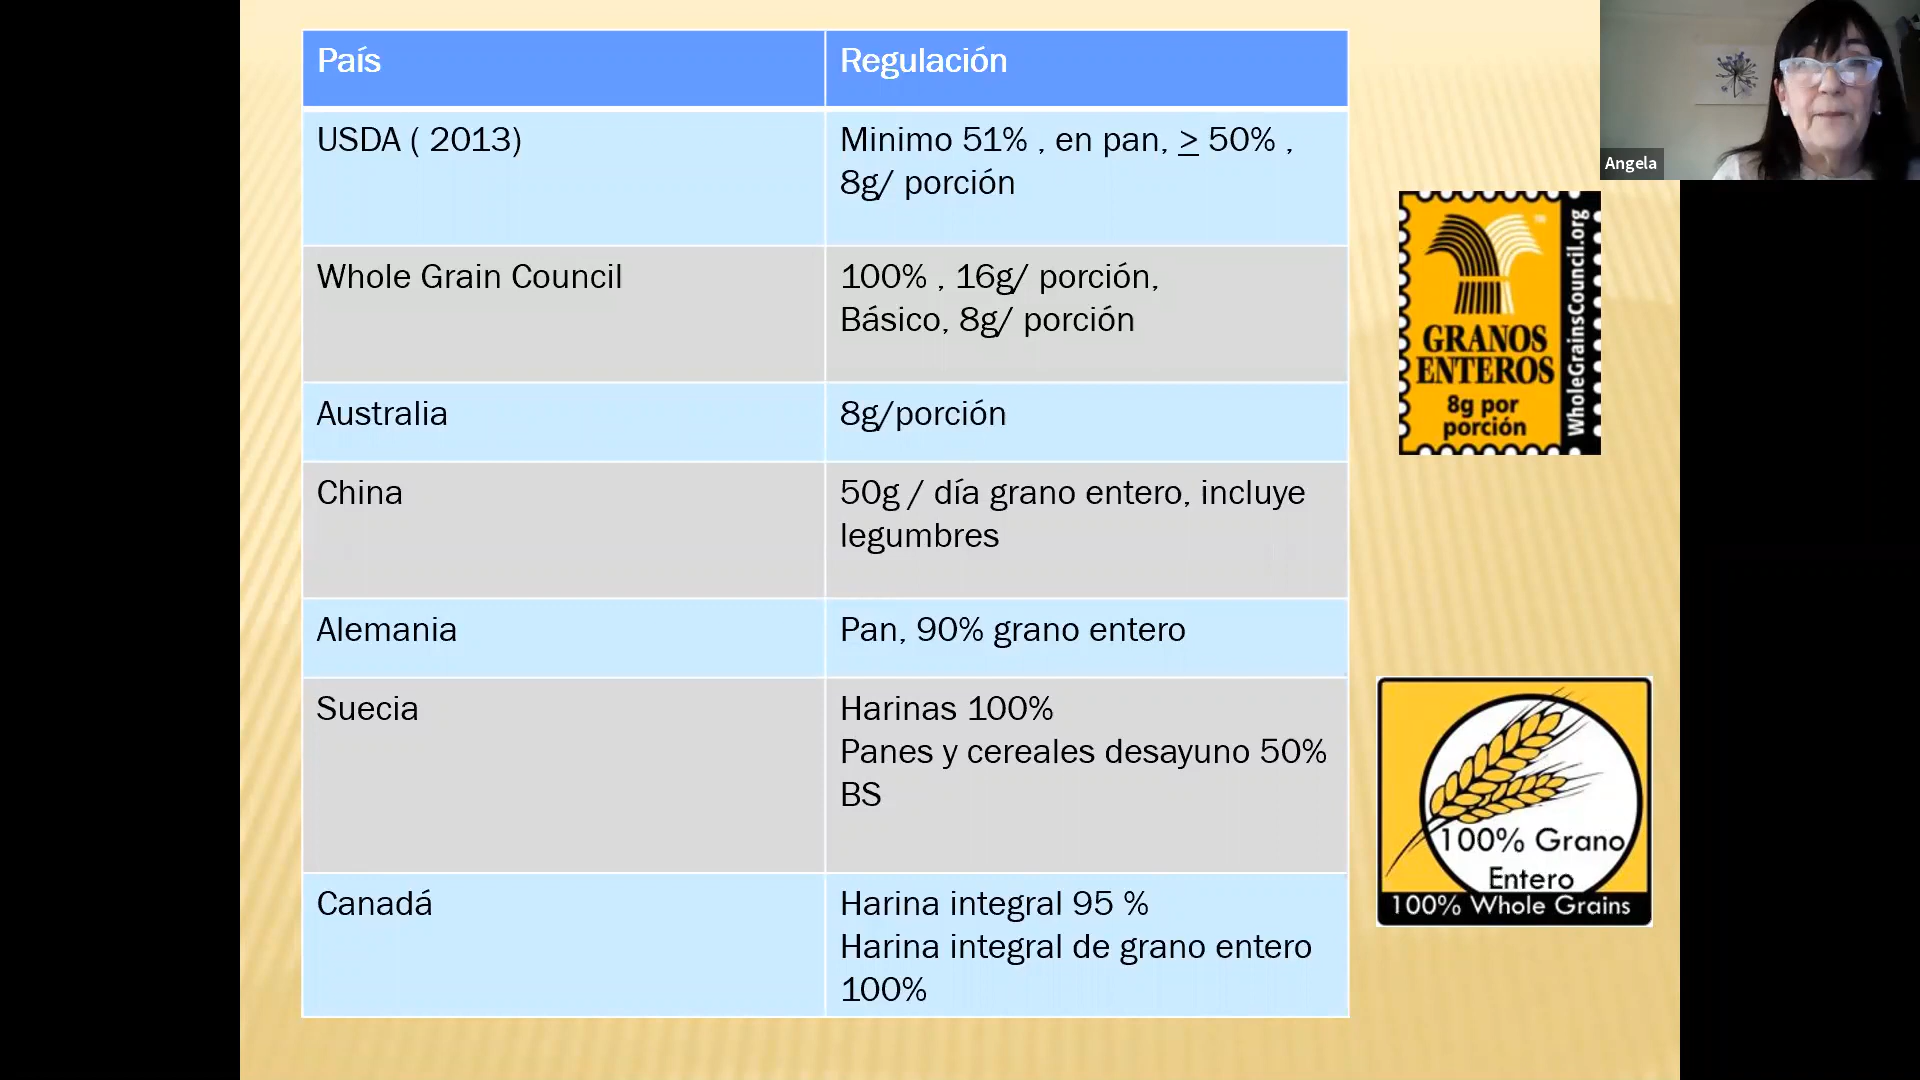 País
Regulación
USDA ( 2013)
Minimo 51% , en pan, ≥ 50% ,
8g/ porción
Whole Grain Council
100% , 16g/ porción,
Básico, 8g/ porción
Australia
8g/porción
China
50g / día grano entero, incluye
legumbres
Alemania
Pan, 90% grano entero
Suecia
Harinas 100%
Panes y cereales desayuno 50%
BS
Canadá
Harina integral 95 %
Harina integral de grano entero
100%
Angela
GRANOS
ENTEROS
8g por
porción
WholeGrainsCouncil.org
100% Grano
Entero
100% Whole Grains